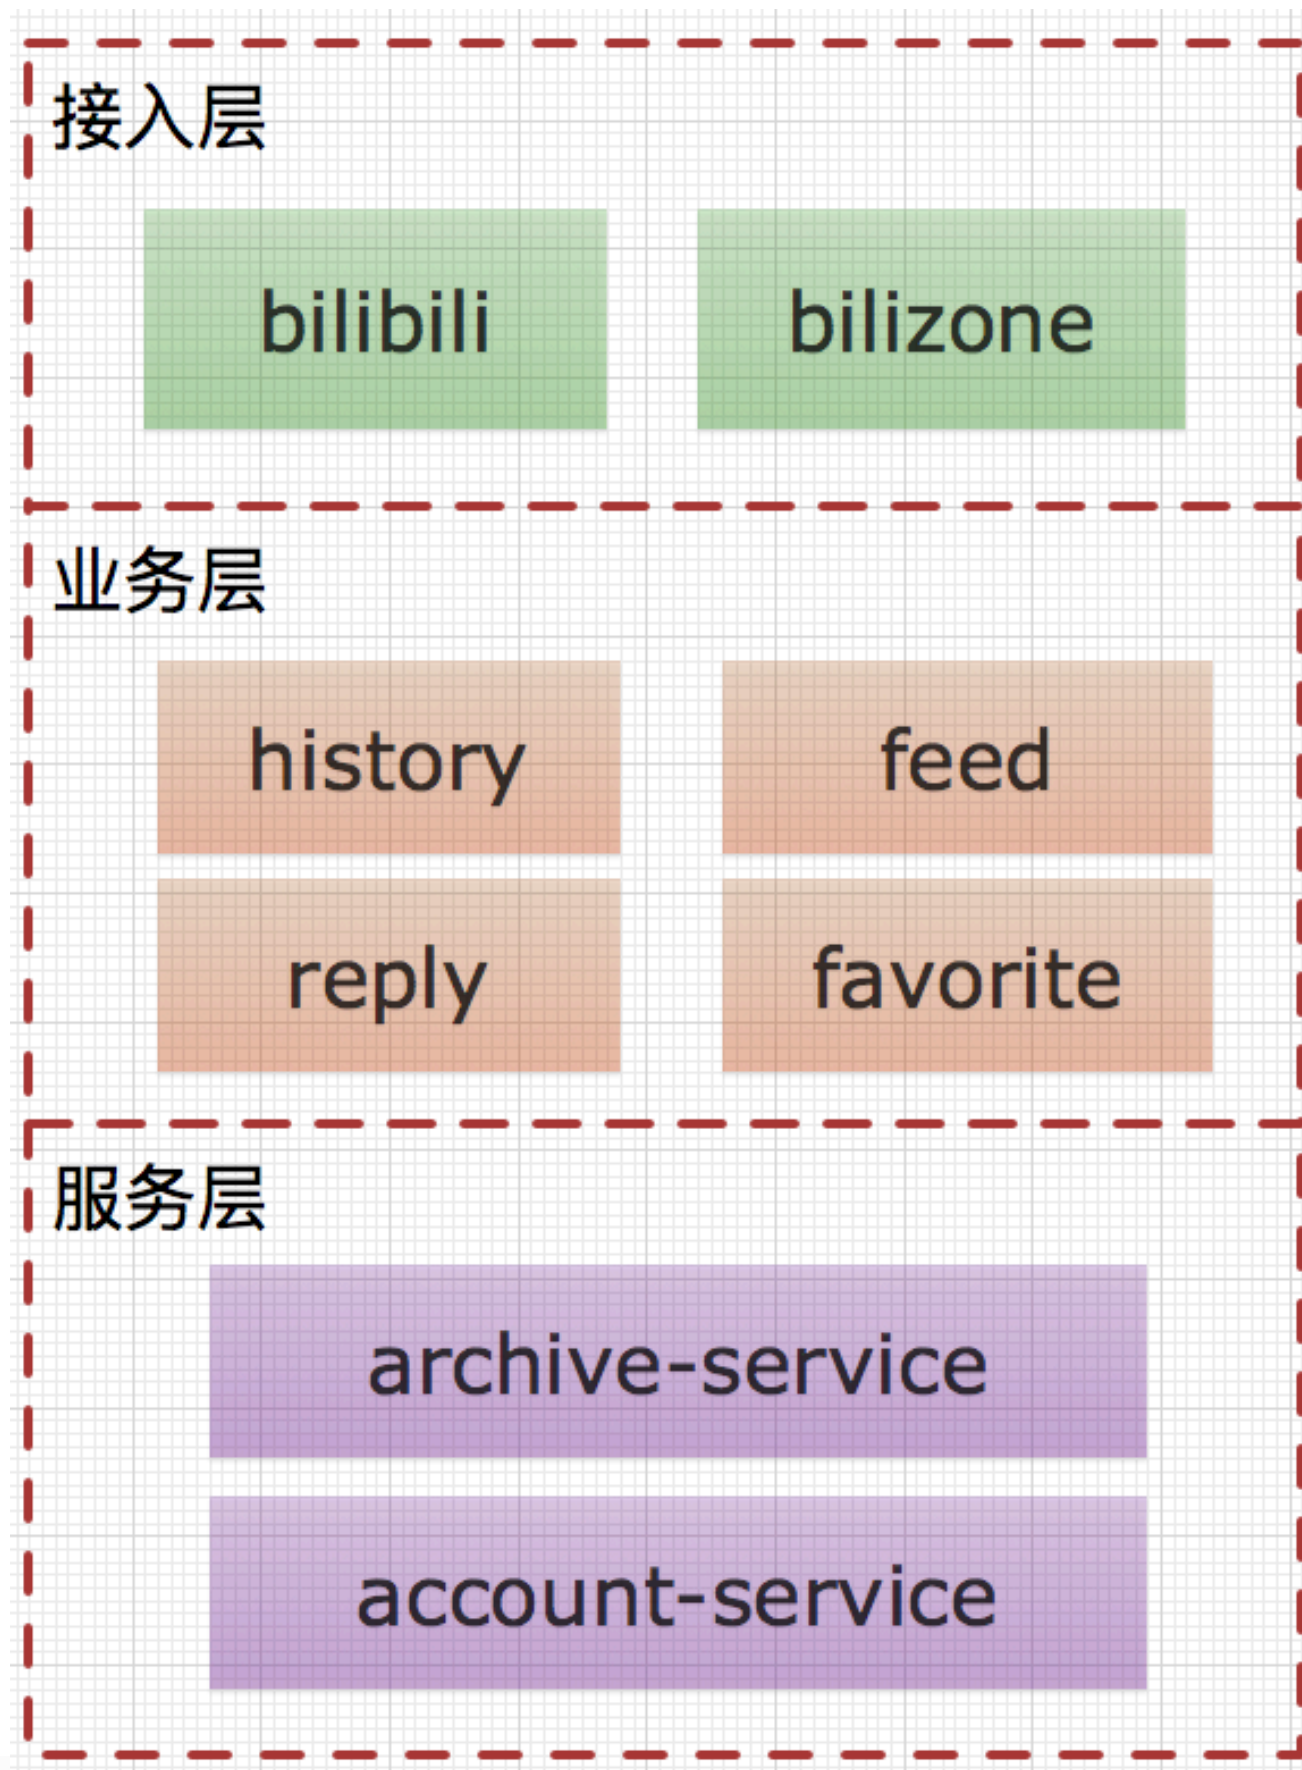 接入层
bilibili
bilizone
业务层
history
feed
reply
favorite
服务层
archive-service
account-service